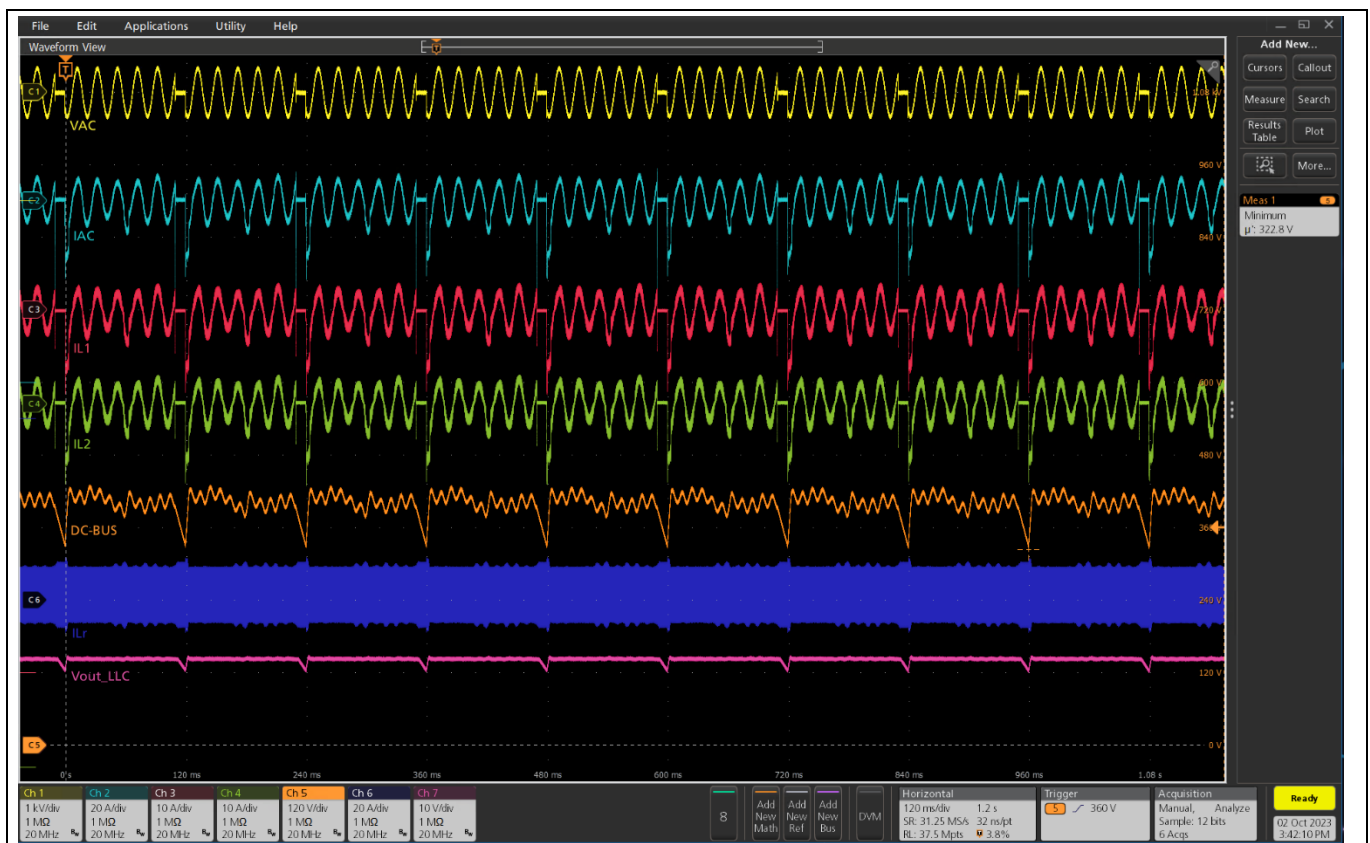 File Edit Applications Utility Help
Waveform View
T
T
Add New...
Cursors Callout
Measure Search
Results Table Plot
More...
Meas 1 5
Minimum
µ': 322.8 V
C1
VAC
1.08 kV
960 V
C2
IAC
840 V
C3
720 V
IL1
600 V
C4
IL2
480 V
DC-BUS
360
C6
240 V
ILr
Vout_LLC
120 V
C5
0 V
0 s 120 ms 240 ms 360 ms 480 ms 600 ms 720 ms 840 ms 960 ms 1.08 s
Ch 1 Ch 2 Ch 3 Ch 4 Ch 5 Ch 6 Ch 7
1 kV/div 20 A/div 10 A/div 10 A/div 120 V/div 20 A/div 10 V/div
1 MΩ 1 MΩ 1 MΩ 1 MΩ 1 MΩ 1 MΩ 1 MΩ
20 MHz Bw 20 MHz Bw 20 MHz Bw 20 MHz Bw 20 MHz Bw 20 MHz Bw 20 MHz Bw
8
Add New Math
Add New Ref
Add New Bus
DVM
Horizontal
120 ms/div 1.2 s
SR: 31.25 MS/s 32 ns/pt
RL: 37.5 Mpts 3.8%
Trigger
5 360 V
Acquisition
Manual, Analyze
Sample: 12 bits
6 Acqs
Ready
02 Oct 2023
3:42:10 PM